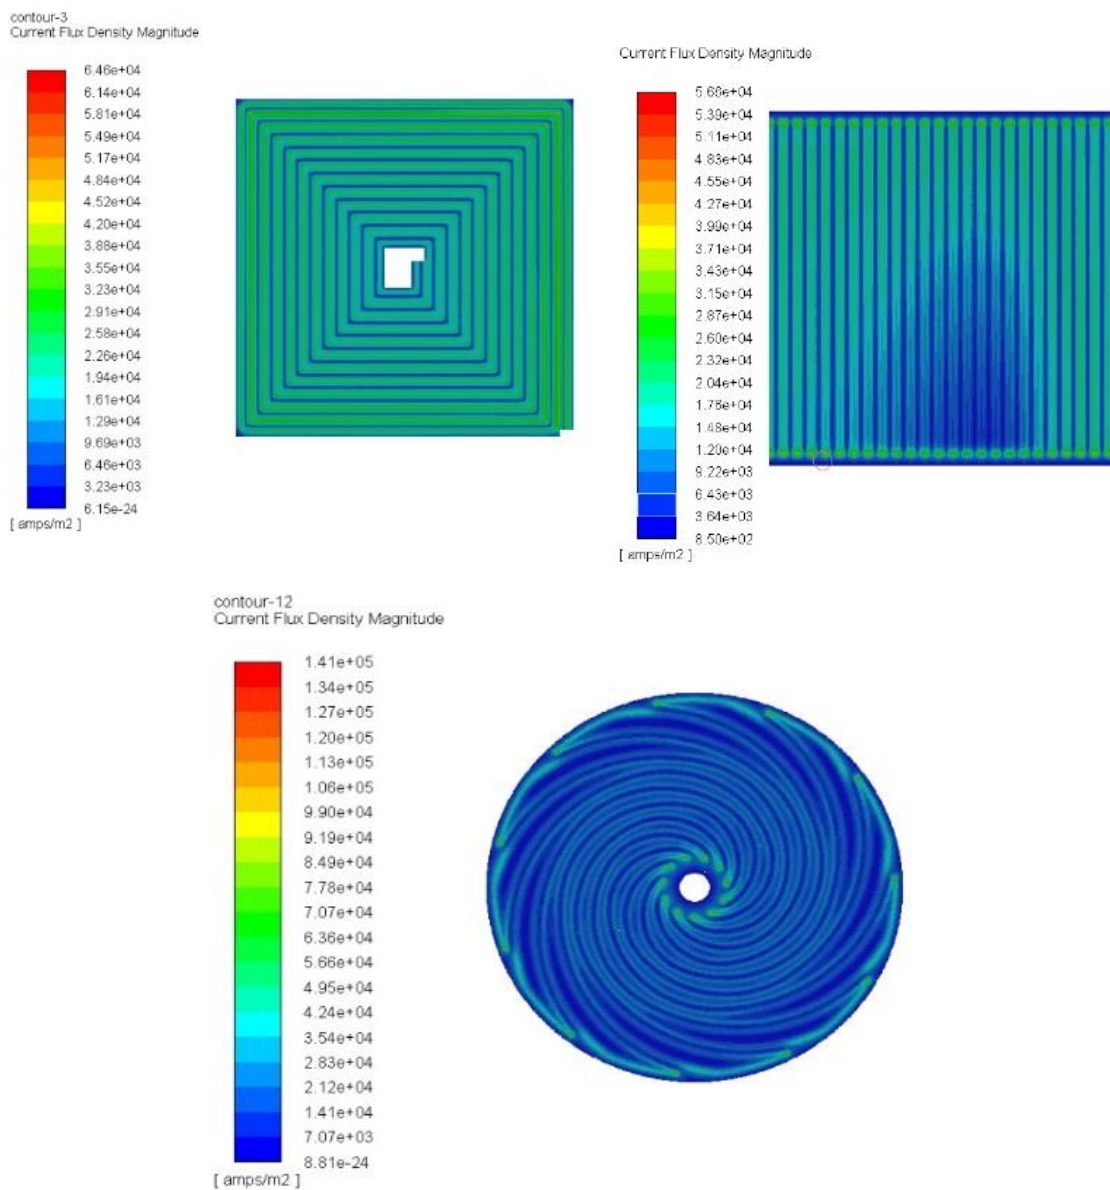 contour-3
Current Flux Density Magnitude
6.46e+04
6.14e+04
5.81e+04
5.49e+04
5.17e+04
4.84e+04
4.52e+04
4.20e+04
3.88e+04
3.55e+04
3.23e+04
2.91e+04
2.58e+04
2.26e+04
1.94e+04
1.61e+04
1.29e+04
9.69e+03
6.46e+03
3.23e+03
6.15e-24
[ amps/m2 ]
Current Flux Density Magnitude
5.66e+04
5.39e+04
5.11e+04
4.83e+04
4.55e+04
4.27e+04
3.99e+04
3.71e+04
3.43e+04
3.15e+04
2.87e+04
2.60e+04
2.32e+04
2.04e+04
1.76e+04
1.48e+04
1.20e+04
9.22e+03
6.43e+03
3.64e+03
8.50e+02
[ amps/m2 ]
contour-12
Current Flux Density Magnitude
1.41e+05
1.34e+05
1.27e+05
1.20e+05
1.13e+05
1.06e+05
9.90e+04
9.19e+04
8.49e+04
7.78e+04
7.07e+04
6.36e+04
5.66e+04
4.95e+04
4.24e+04
3.54e+04
2.83e+04
2.12e+04
1.41e+04
7.07e+03
8.81e-24
[ amps/m2 ]